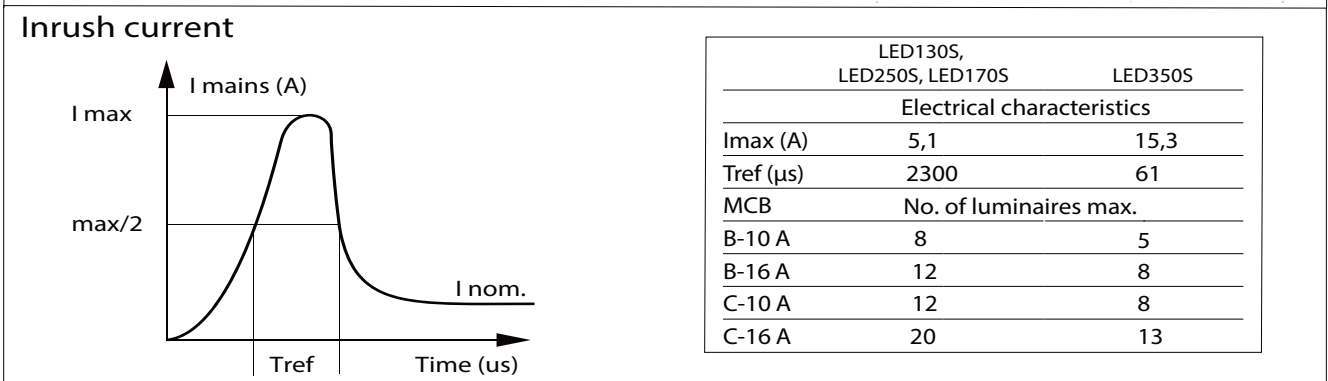 Inrush current
I mains (A)
I max
max/2
I nom.
Tref
Time (us)
LED130S,
LED250S, LED170S LED350S
Electrical characteristics
Imax (A) 5,1 15,3
Tref (µs) 2300 61
MCB No. of luminaires max.
B-10 A 8 5
B-16 A 12 8
C-10 A 12 8
C-16 A 20 13